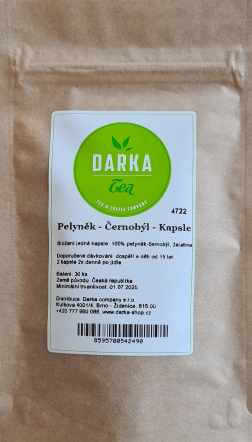 DARKA
Tea
TEA & COFFEE COMPANY
4722
Pelyněk - Černobýl - Kapsle
Složení jedné kapsle: 100% pelyněk-černobýl, želatina
Doporučené dávkování: dospělí a děti od 15 let
2 kapsle 2x denně po jídle.
Balení: 36 ks
Země původu: Česká republika
Minimální trvanlivost: 01.07.2025
Distribuce: Darka company s.r.o.
Kulkova 4001/4, Brno - Židenice, 615 00
+420 777 980 088, www.darka-shop.cz
8595708542490